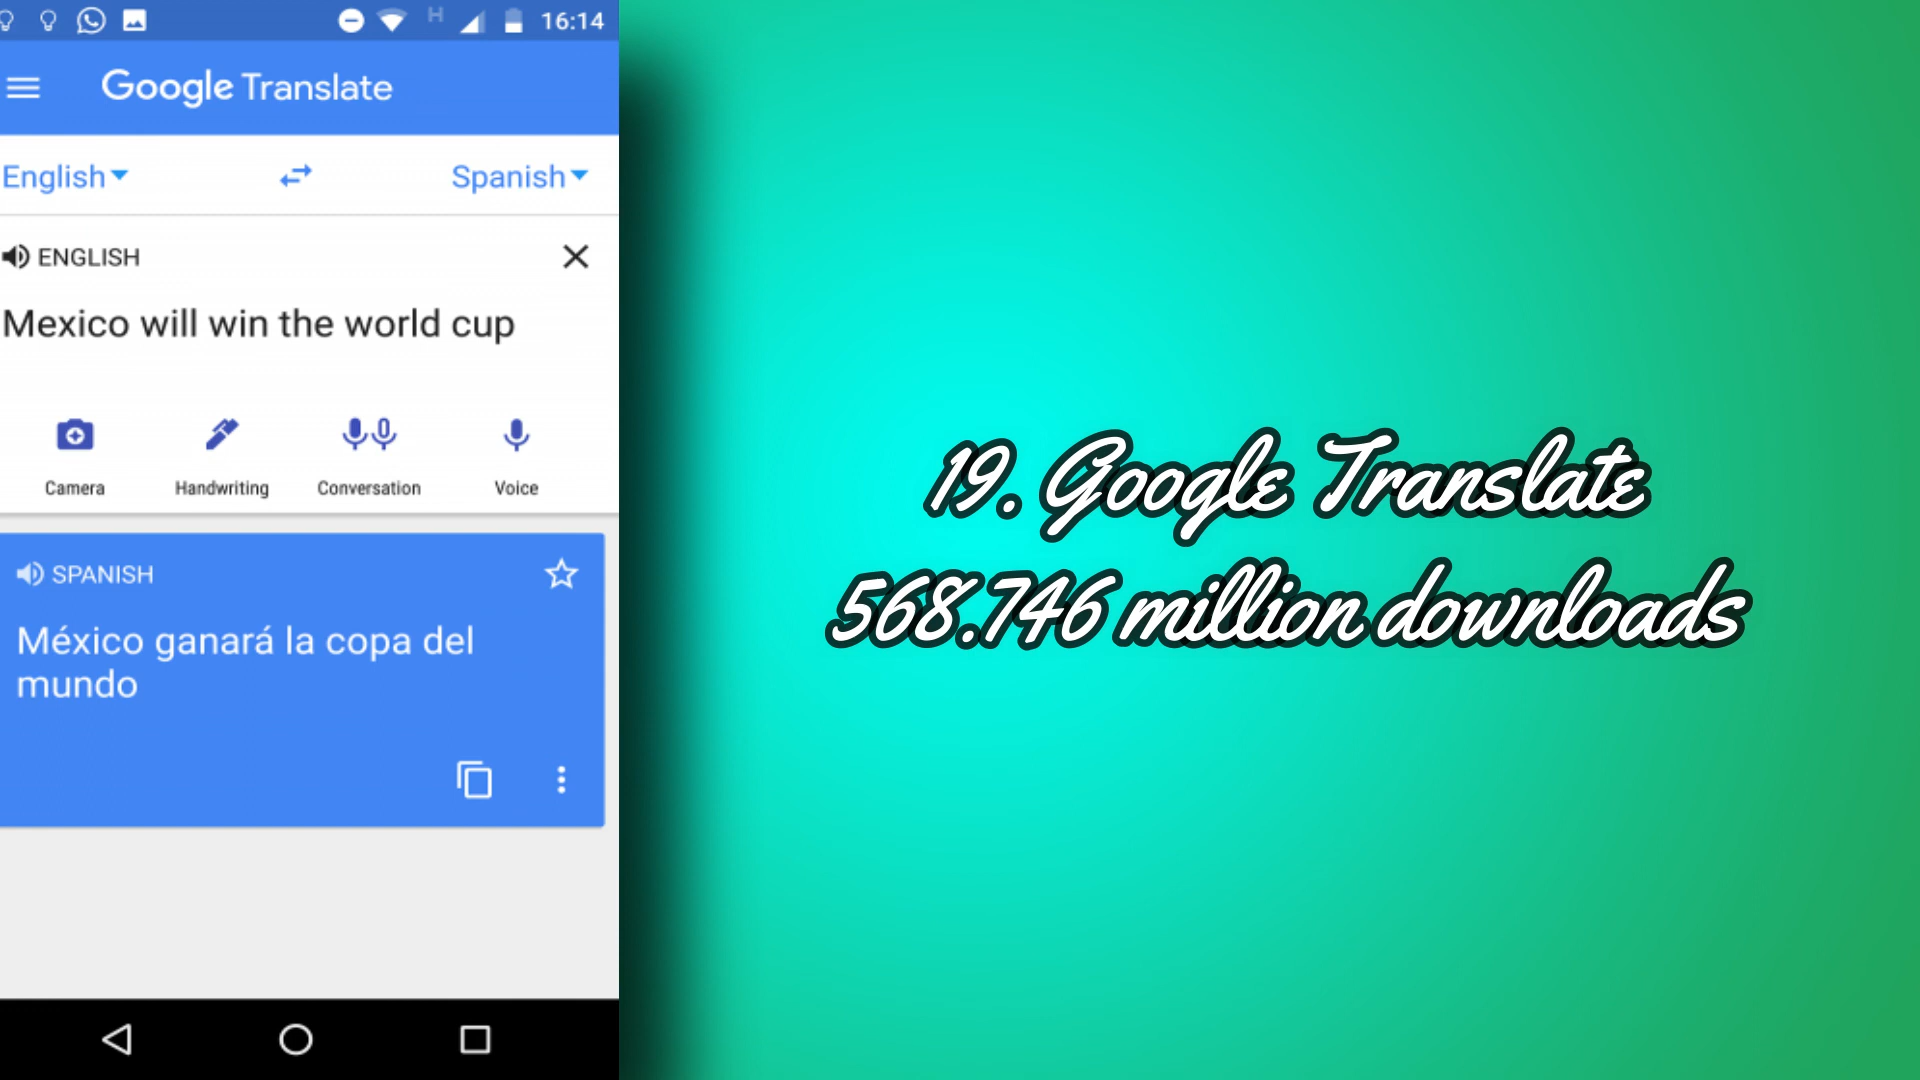 H 16:14
Google Translate
English Spanish
ENGLISH
Mexico will win the world cup
Camera Handwriting Conversation Voice
SPANISH
México ganará la copa del
mundo
19. Google Translate
568.746 million downloads